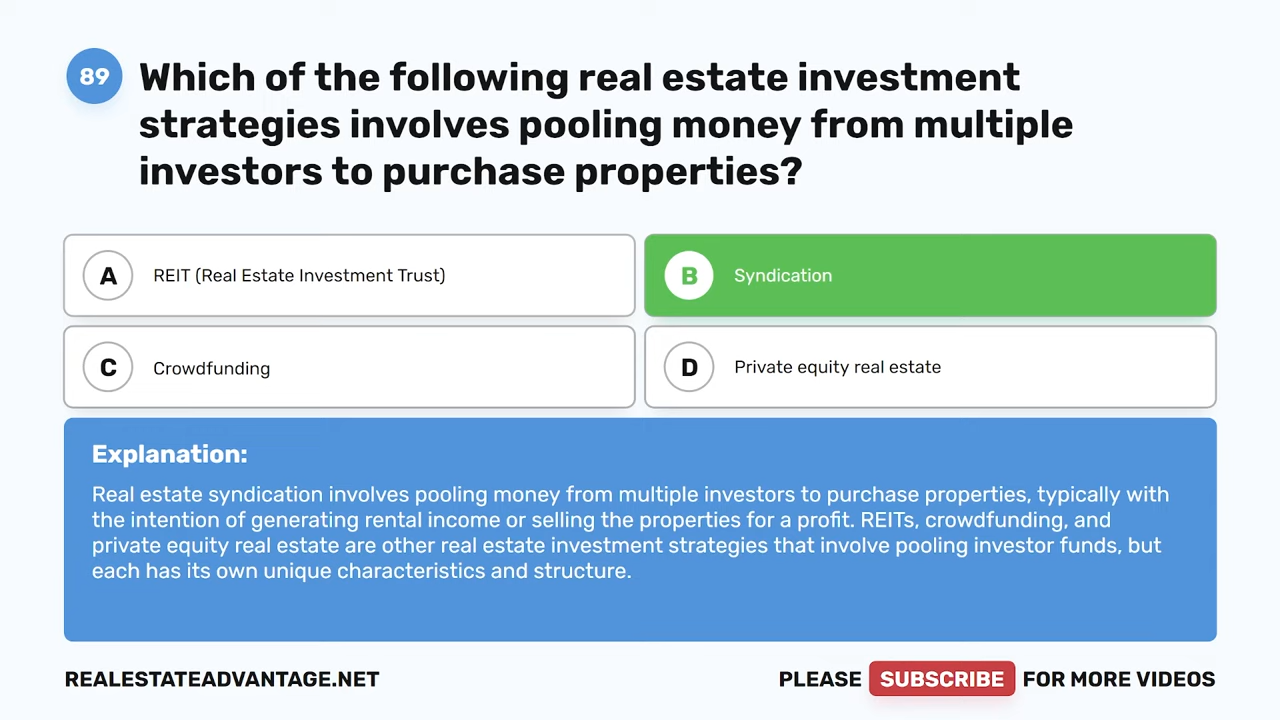 89
Which of the following real estate investment
strategies involves pooling money from multiple
investors to purchase properties?
A REIT (Real Estate Investment Trust)
B Syndication
C Crowdfunding
D Private equity real estate
Explanation:
Real estate syndication involves pooling money from multiple investors to purchase properties, typically with
the intention of generating rental income or selling the properties for a profit. REITs, crowdfunding, and
private equity real estate are other real estate investment strategies that involve pooling investor funds, but
each has its own unique characteristics and structure.
REALESTATEADVANTAGE.NET
PLEASE SUBSCRIBE FOR MORE VIDEOS